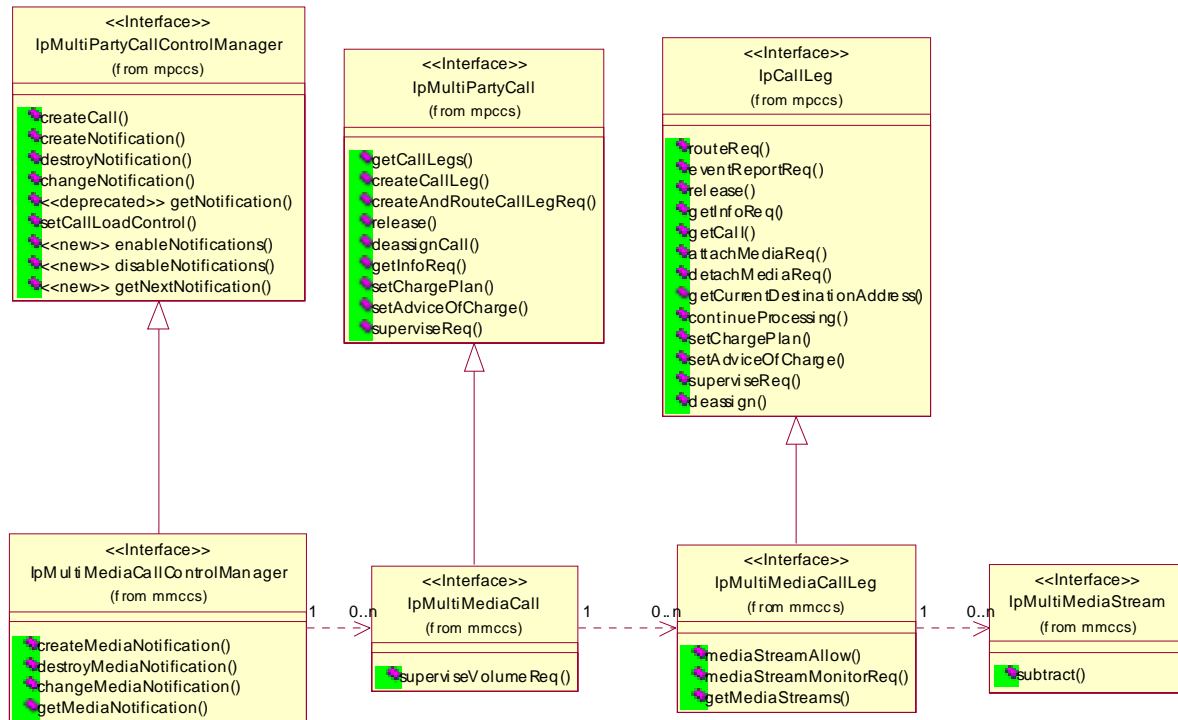 <<Interface>>
IpMultiPartyCallControlManager
(from mpccs)
createCall()
createNotification()
destroyNotification()
changeNotification()
<<deprecated>> getNotification()
setCallLoadControl()
<<new>> enableNotifications()
<<new>> disableNotifications()
<<new>> getNextNotification()
<<Interface>>
IpMultiPartyCall
(from mpccs)
getCallLegs()
createCallLeg()
createAndRouteCallLegReq()
release()
deassignCall()
getInfoReq()
setChargePlan()
setAdviceOfCharge()
superviseReq()
<<Interface>>
IpCallLeg
(from mpccs)
routeReq()
eventReportReq()
release()
getInfoReq()
getCall()
attachMediaReq()
detachMediaReq()
getCurrentDestinationAddress()
continueProcessing()
setChargePlan()
setAdviceOfCharge()
superviseReq()
deassign()
<<Interface>>
IpMultiMediaCallControlManager
(from mmccs)
createMediaNotification()
destroyMediaNotification()
changeMediaNotification()
getMediaNotification()
1
0..n
<<Interface>>
IpMultiMediaCall
(from mmccs)
superviseVolumeReq()
1
0..n
<<Interface>>
IpMultiMediaCallLeg
(from mmccs)
mediaStreamAllow()
mediaStreamMonitorReq()
getMediaStreams()
1
0..n
<<Interface>>
IpMultiMediaStream
(from mmccs)
subtract()